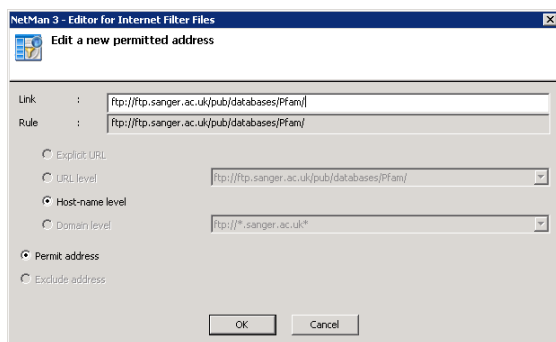 NetMan 3 - Editor for Internet Filter Files
Edit a new permitted address
Link : ftp://ftp.sanger.ac.uk/pub/databases/Pfam/
Rule : ftp://ftp.sanger.ac.uk/pub/databases/Pfam/
Explicit URL
URL level ftp://ftp.sanger.ac.uk/pub/databases/Pfam/
Host-name level
Domain level ftp://*.sanger.ac.uk*
Permit address
Exclude address
OK Cancel